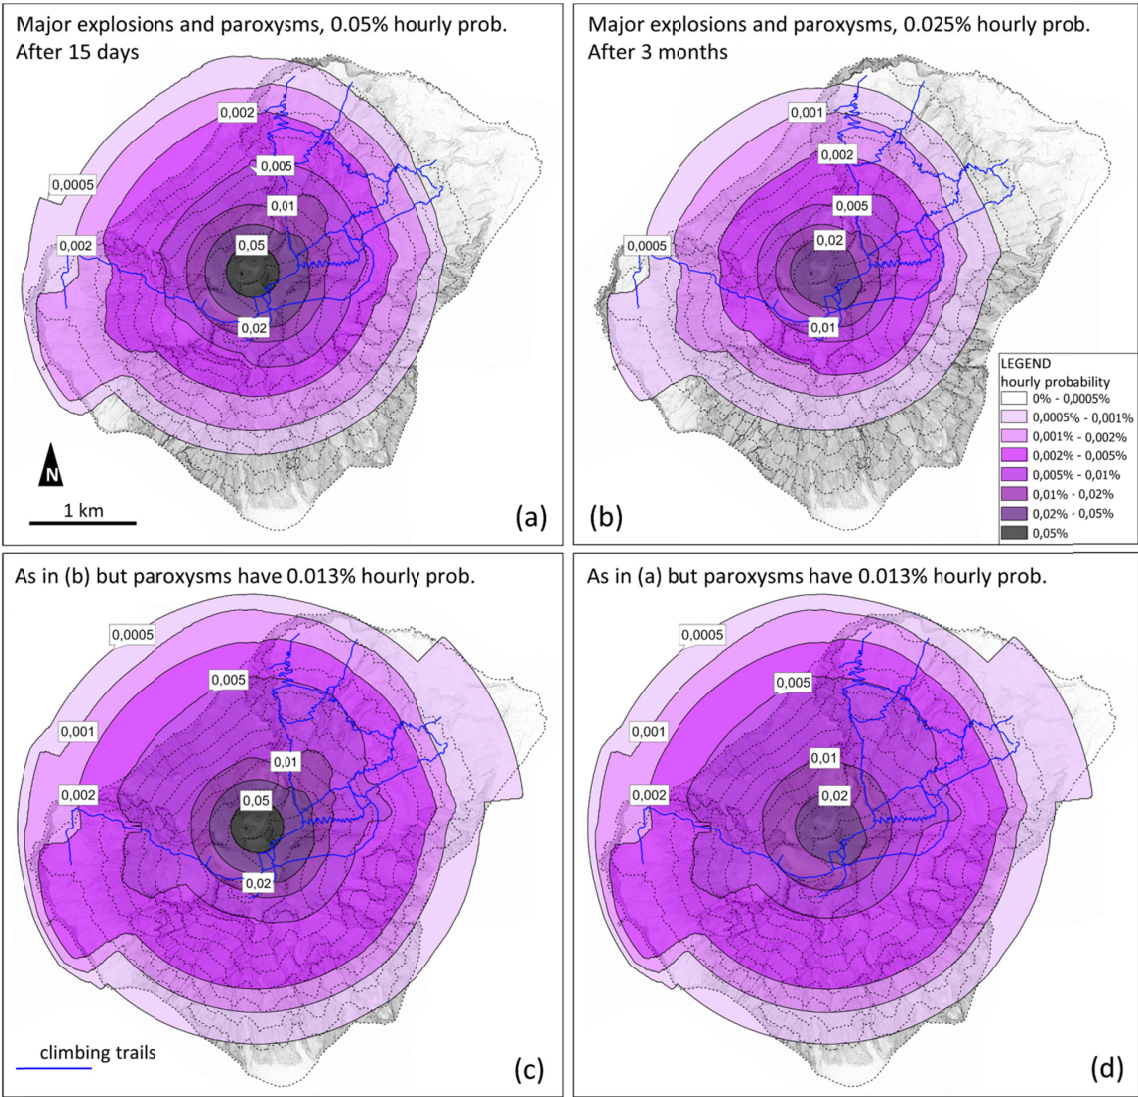 Major explosions and paroxysms, 0.05% hourly prob.
After 15 days
0,002
0,005
0,0005
0,01
0,002
0,05
0,02
N
1 km
(a)
Major explosions and paroxysms, 0.025% hourly prob.
After 3 months
0,001
0,002
0,005
0,0005
0,02
0,01
(b)
LEGEND
hourly probability
0% - 0,0005%
0,0005% - 0,001%
0,001% - 0,002%
0,002% - 0,005%
0,005% - 0,01%
0,01% - 0,02%
0,02% - 0,05%
0,05%
As in (b) but paroxysms have 0.013% hourly prob.
0,0005
0,005
0,001
0,01
0,002
0,05
0,02
climbing trails
(c)
As in (a) but paroxysms have 0.013% hourly prob.
0,0005
0,005
0,001
0,01
0,002
0,02
(d)